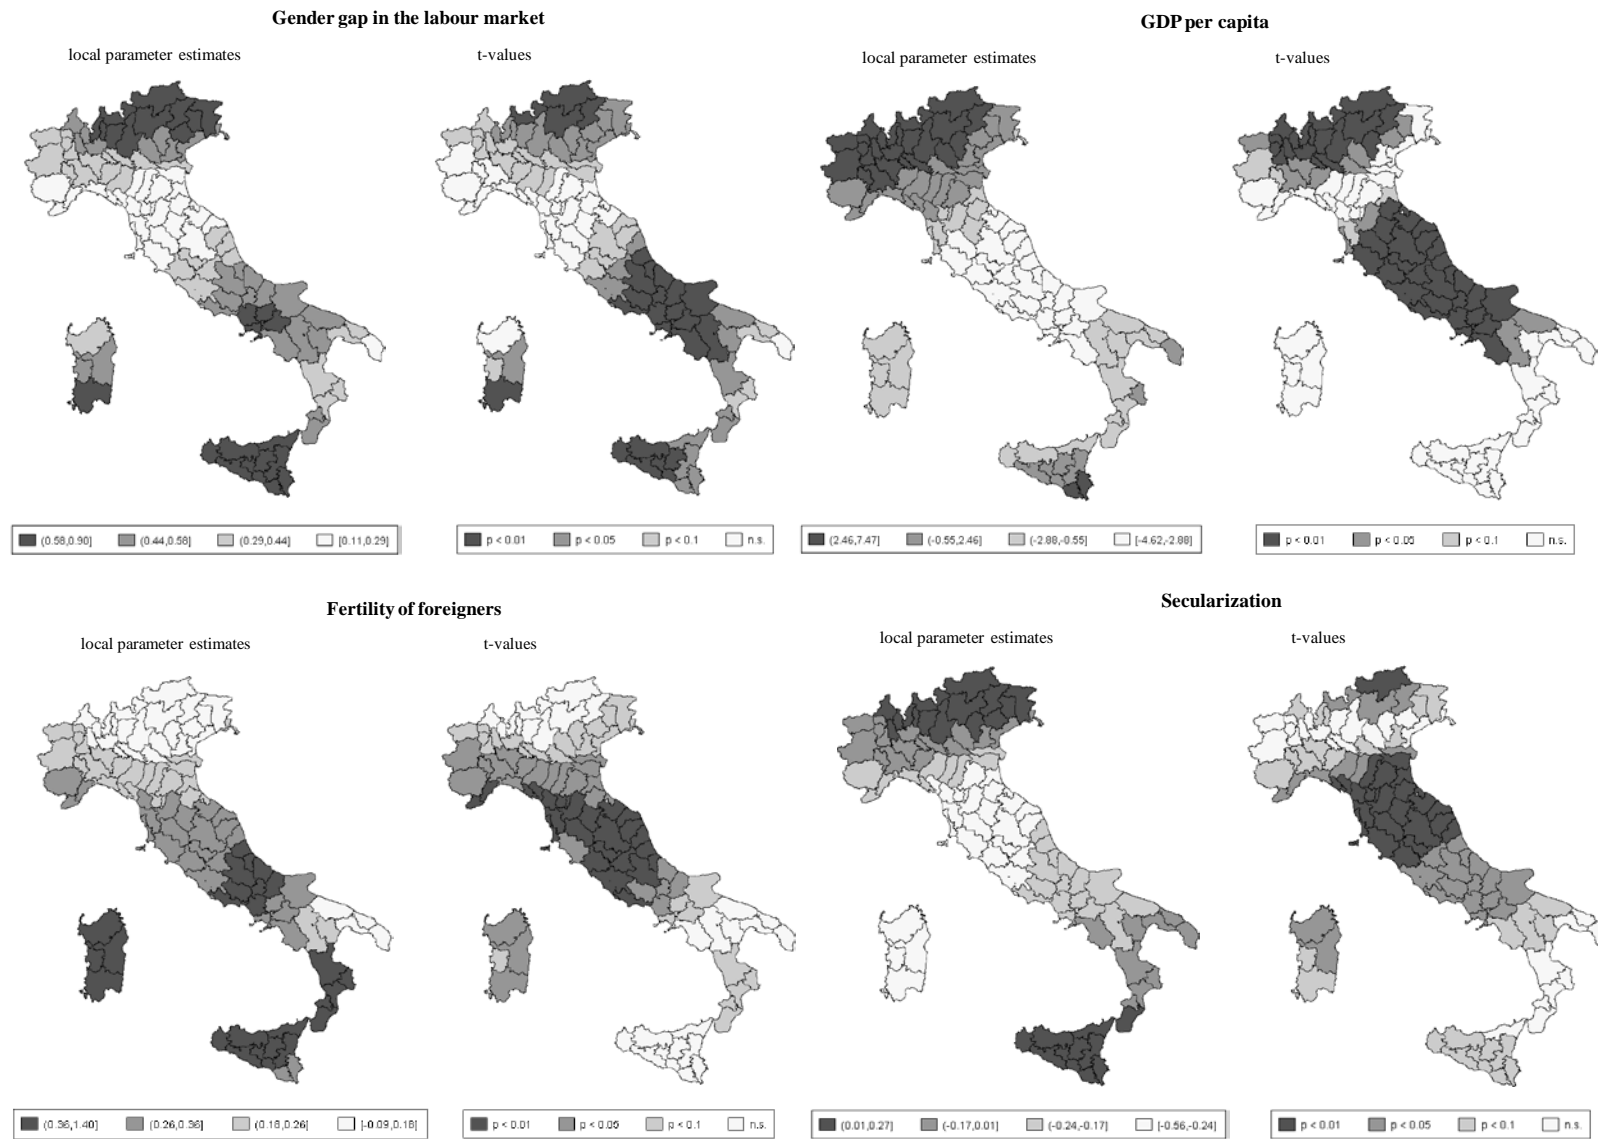 Gender gap in the labour market
GDP per capita
local parameter estimates
t-values
local parameter estimates
t-values
(0.58,0.90] (0.44,0.58] (0.29,0.44] [0.11,0.29]
p < 0.01 p < 0.05 p < 0.1 n.s.
(2.46,7.47] (-0.55,2.46] (-2.88,-0.55] [-4.62,-2.88]
p < 0.01 p < 0.05 p < 0.1 n.s.
Fertility of foreigners
Secularization
local parameter estimates
t-values
local parameter estimates
t-values
(0.36,1.40] (0.26,0.36] (0.18,0.26] [-0.09,0.18]
p < 0.01 p < 0.05 p < 0.1 n.s.
(0.01,0.27] (-0.17,0.01] (-0.24,-0.17] [-0.56,-0.24]
p < 0.01 p < 0.05 p < 0.1 n.s.